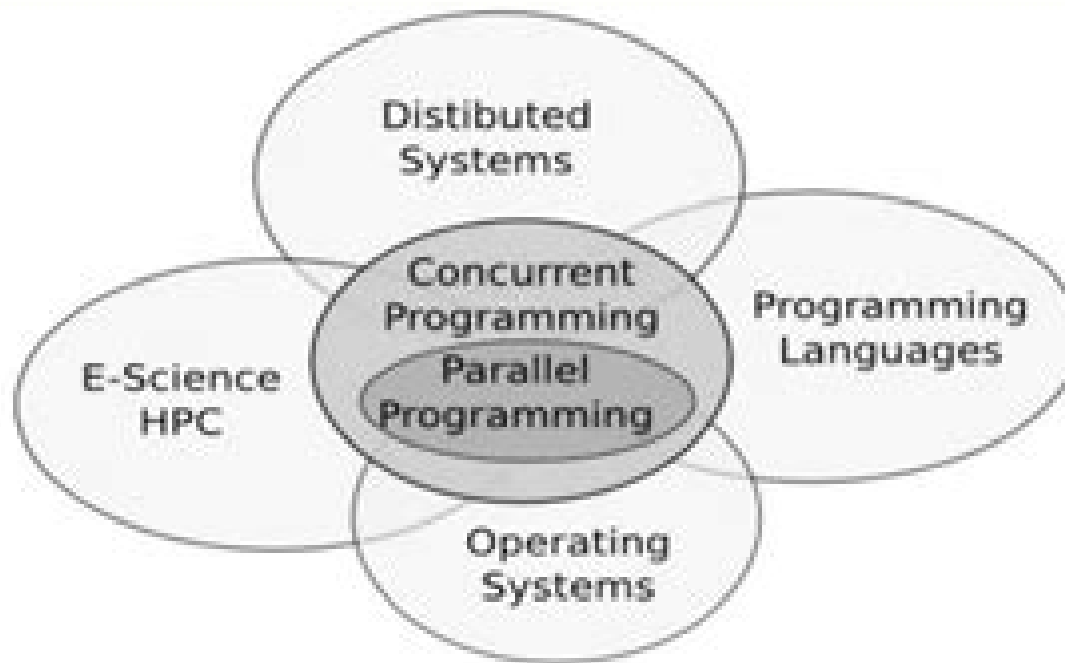 Distibuted
Systems
Concurrent
Programming
Programming
Languages
Parallel
Programming
E-Science
HPC
Operating
Systems